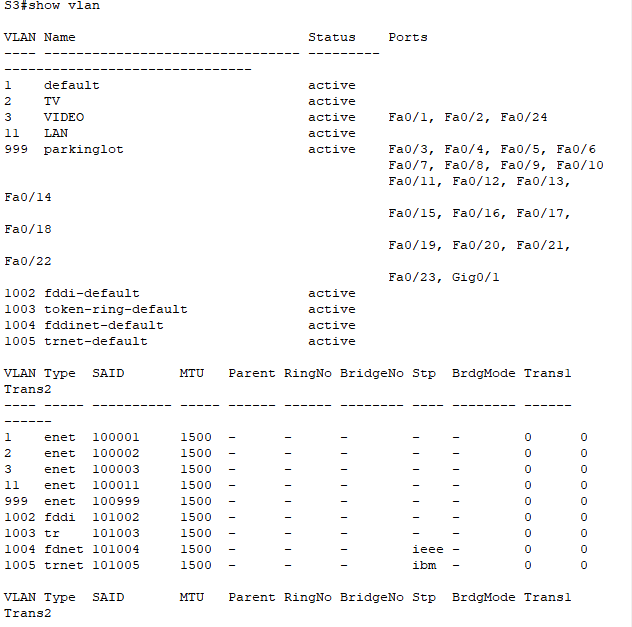 S3#show vlan
VLAN Name                             Status    Ports
---- -------------------------------- ---------
-------------------------------
1    default                          active
2    TV                               active
3    VIDEO                            active    Fa0/1, Fa0/2, Fa0/24
11   LAN                              active
999  parkinglot                       active    Fa0/3, Fa0/4, Fa0/5, Fa0/6
                                                Fa0/7, Fa0/8, Fa0/9, Fa0/10
                                                Fa0/11, Fa0/12, Fa0/13,
Fa0/14
                                                Fa0/15, Fa0/16, Fa0/17,
Fa0/18
                                                Fa0/19, Fa0/20, Fa0/21,
Fa0/22
                                                Fa0/23, Gig0/1
1002 fddi-default                     active
1003 token-ring-default               active
1004 fddinet-default                  active
1005 trnet-default                    active
VLAN Type  SAID       MTU   Parent RingNo BridgeNo Stp  BrdgMode Trans1
Trans2
---- ----- ---------- ----- ------ ------ -------- ---- -------- ------
------
1    enet  100001     1500  -      -      -        -    -        0      0
2    enet  100002     1500  -      -      -        -    -        0      0
3    enet  100003     1500  -      -      -        -    -        0      0
11   enet  100011     1500  -      -      -        -    -        0      0
999  enet  100999     1500  -      -      -        -    -        0      0
1002 fddi  101002     1500  -      -      -        -    -        0      0
1003 tr    101003     1500  -      -      -        -    -        0      0
1004 fdnet 101004     1500  -      -      -        ieee -        0      0
1005 trnet 101005     1500  -      -      -        ibm  -        0      0
VLAN Type  SAID       MTU   Parent RingNo BridgeNo Stp  BrdgMode Trans1
Trans2